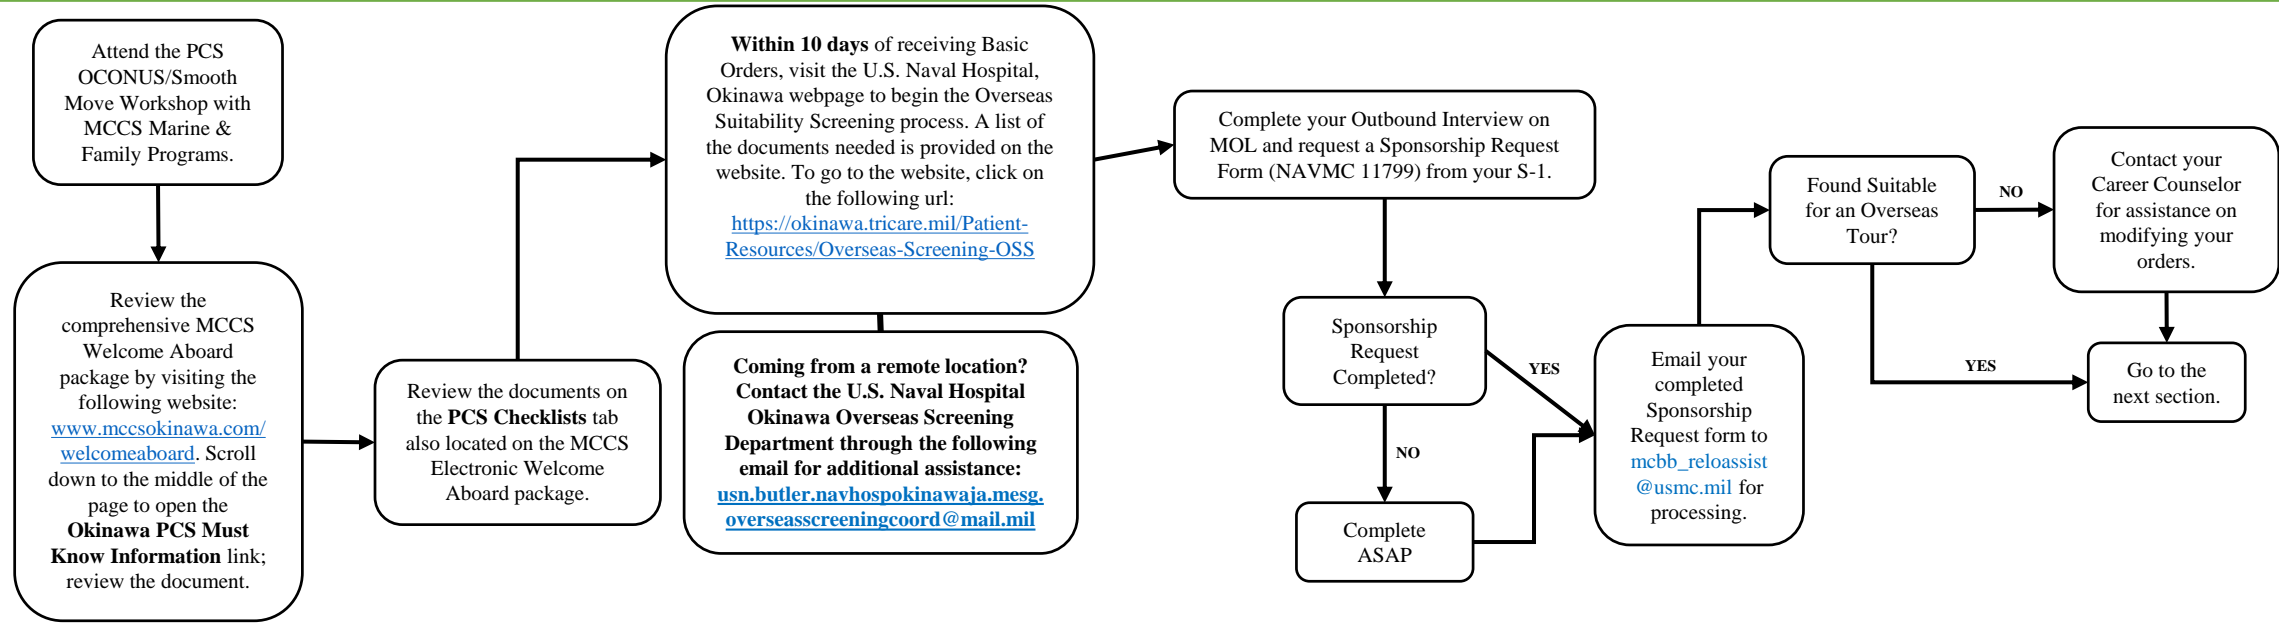 Attend the PCS
OCONUS/Smooth
Move Workshop with
MCCS Marine &
Family Programs.
Review the
comprehensive MCCS
Welcome Aboard
package by visiting the
following website:
www.mccsokinawa.com/
welcomeaboard. Scroll
down to the middle of the
page to open the
Okinawa PCS Must
Know Information link;
review the document.
Review the documents on
the PCS Checklists tab
also located on the MCCS
Electronic Welcome
Aboard package.
Within 10 days of receiving Basic
Orders, visit the U.S. Naval Hospital,
Okinawa webpage to begin the Overseas
Suitability Screening process. A list of
the documents needed is provided on the
website. To go to the website, click on
the following url:
https://okinawa.tricare.mil/Patient-
Resources/Overseas-Screening-OSS
Coming from a remote location?
Contact the U.S. Naval Hospital
Okinawa Overseas Screening
Department through the following
email for additional assistance:
usn.butler.navhospokinawaja.mesg.
overseasscreeningcoord@mail.mil
Complete your Outbound Interview on
MOL and request a Sponsorship Request
Form (NAVMC 11799) from your S-1.
Sponsorship
Request
Completed?
YES
NO
Complete
ASAP
Email your
completed
Sponsorship
Request form to
mcbb_reloassist
@usmc.mil for
processing.
Found Suitable
for an Overseas
Tour?
NO
YES
Contact your
Career Counselor
for assistance on
modifying your
orders.
Go to the
next section.